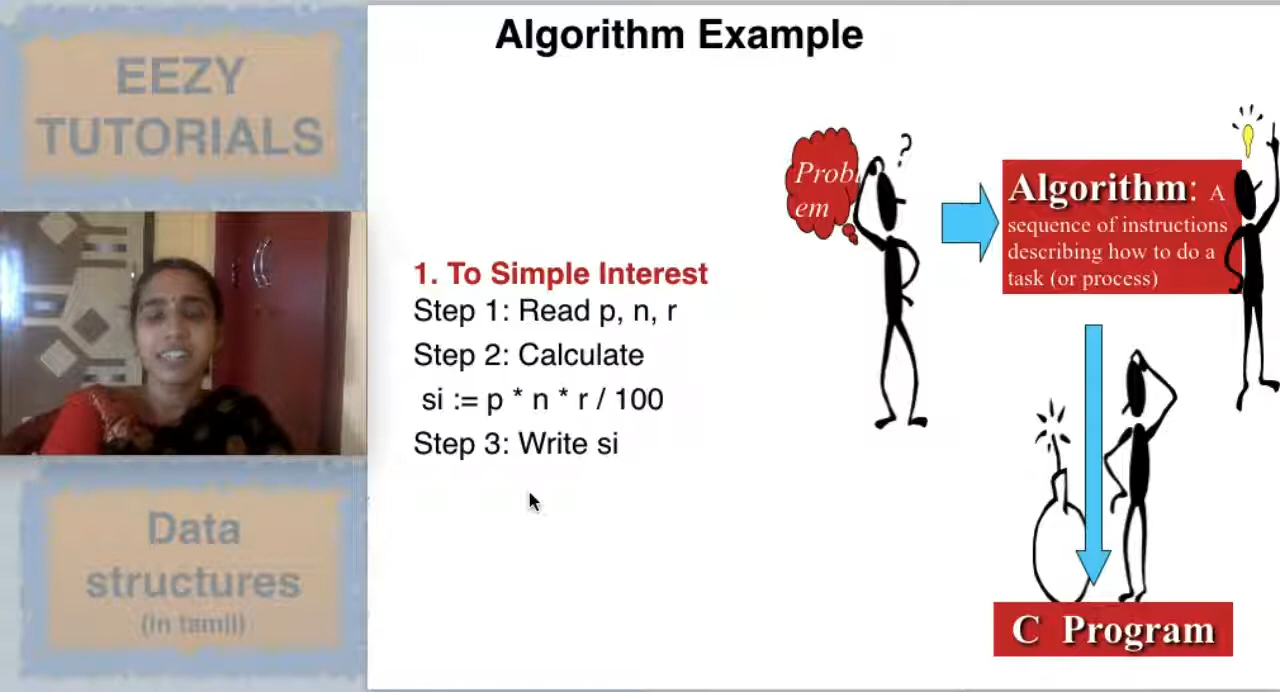 EEZY
TUTORIALS
Algorithm Example
Prob
em
?
Algorithm: A
sequence of instructions
describing how to do a
task (or process)
1. To Simple Interest
Step 1: Read p, n, r
Step 2: Calculate
si := p * n * r / 100
Step 3: Write si
Data
structures
(in tamil)
C Program